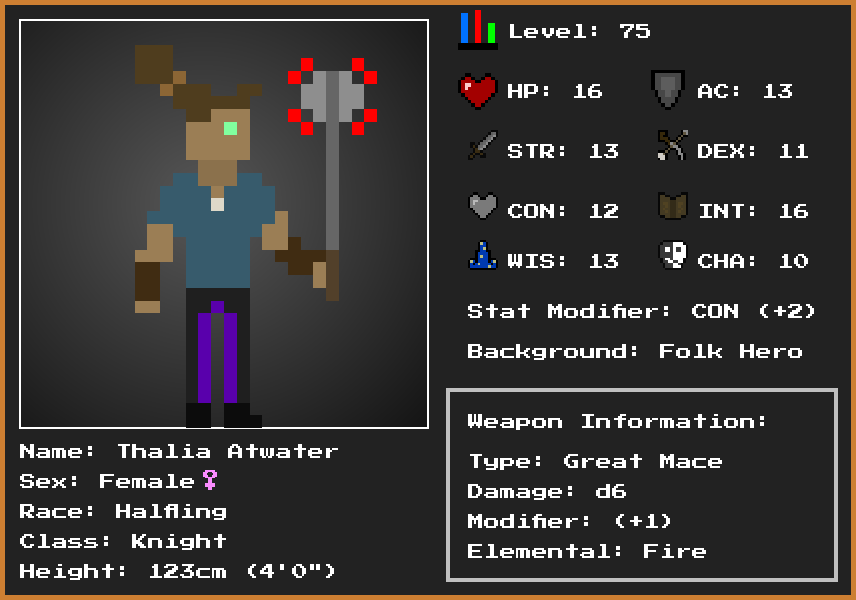 Level: 75
HP: 16 AC: 13
STR: 13 DEX: 11
CON: 12 INT: 16
WIS: 13 CHA: 10
Stat Modifier: CON (+2)
Background: Folk Hero
Weapon Information:
Type: Great Mace
Damage: d6
Modifier: (+1)
Elemental: Fire
Name: Thalia Atwater
Sex: Female♀
Race: Halfling
Class: Knight
Height: 123cm (4'0")